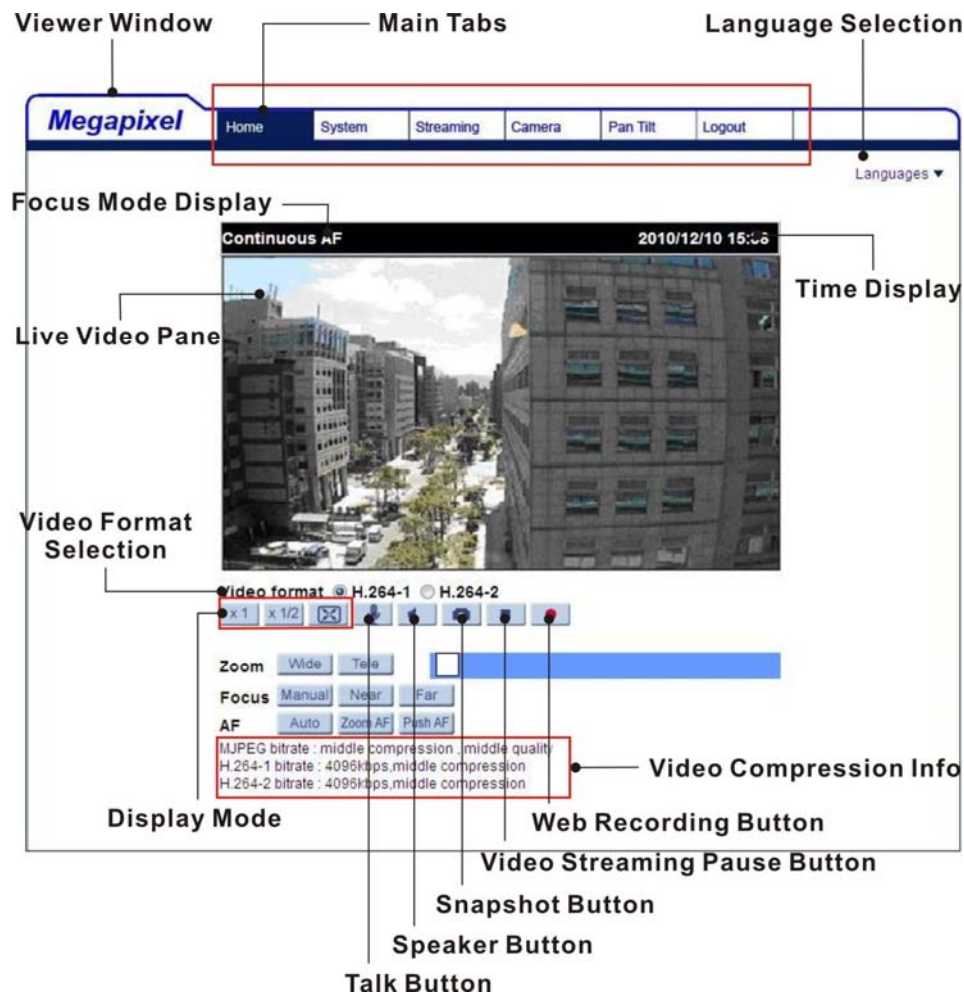 Viewer Window
Main Tabs
Language Selection
Megapixel
Home System Streaming Camera Pan Tilt Logout
Languages
Focus Mode Display
Continuous AF 2010/12/10
Time Display
Live Video Pane
Video Format
Selection
Video format H.264-1 H.264-2
x 1 x 1/2
Zoom Wide Tele
Focus Manual Near Far
AF Auto Zoom AF Push AF
MJPEG bitrate : middle compression , middle quality
H.264-1 bitrate : 4096kbps,middle compression
H.264-2 bitrate : 4096kbps,middle compression
Video Compression Info
Display Mode
Web Recording Button
Video Streaming Pause Button
Snapshot Button
Speaker Button
Talk Button